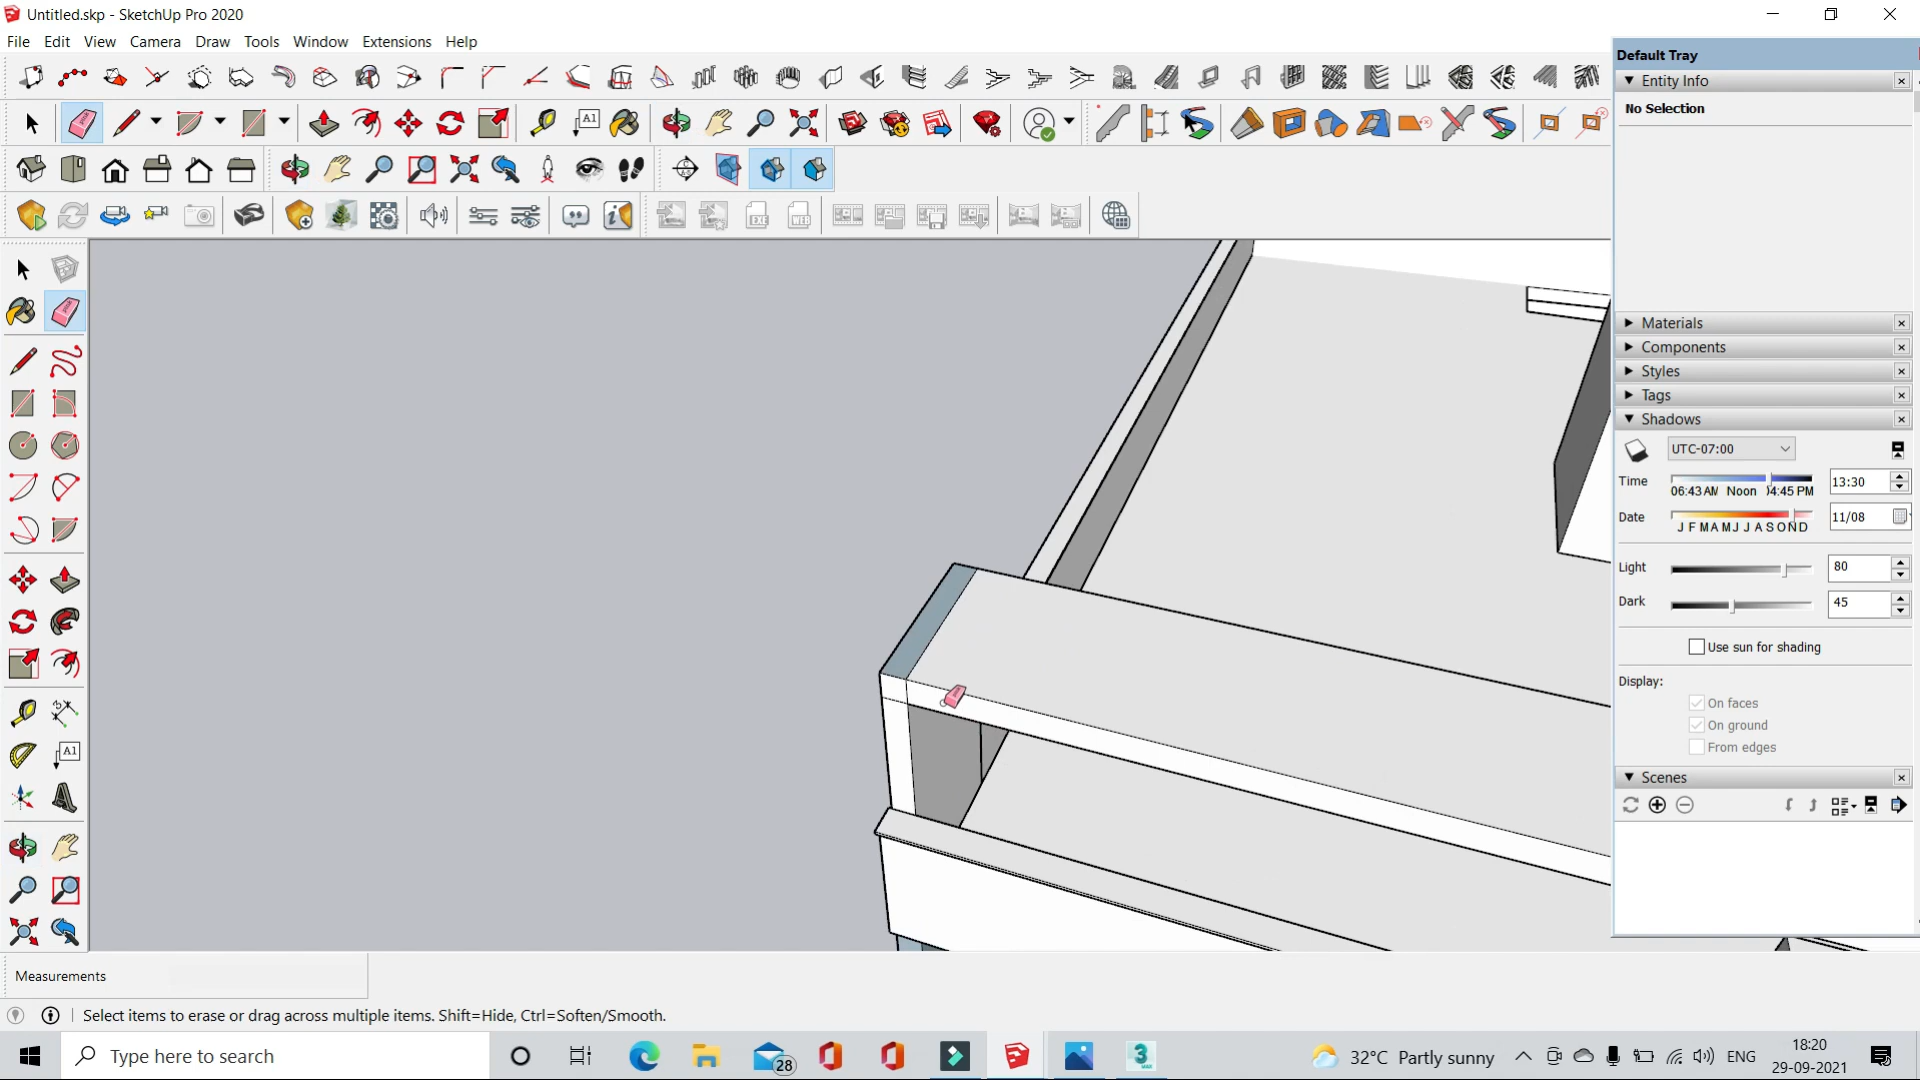 Untitled.skp - SketchUp Pro 2020
File Edit View Camera Draw Tools Window Extensions Help
Default Tray
Entity Info
No Selection
Materials
Components
Styles
Tags
Shadows
UTC-07:00
Time
06:43 AM Noon 04:45 PM
13:30
Date
J F M A M J J A S O N D
11/08
Light
80
Dark
45
Use sun for shading
Display:
On faces
On ground
From edges
Scenes
A1
A1
Measurements
Select items to erase or drag across multiple items. Shift=Hide, Ctrl=Soften/Smooth.
Type here to search
28
3
32°C Partly sunny
ENG
18:20
29-09-2021